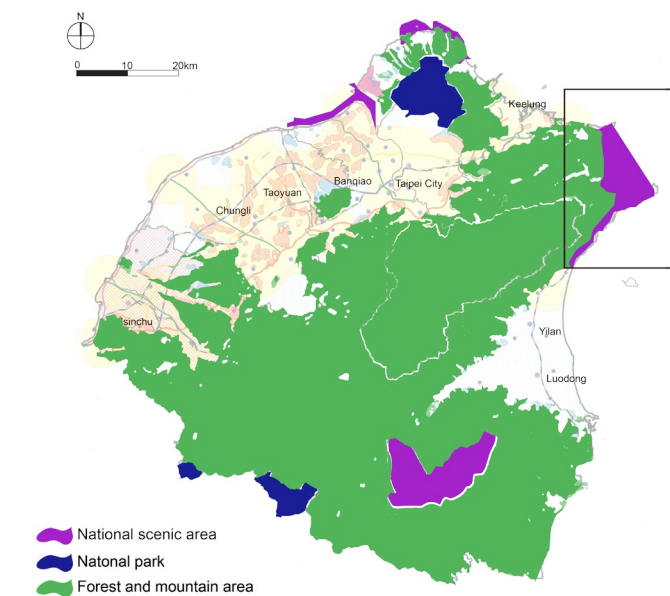 N
0 10 20km
Keelung
Banqiao
Taipei City
Taoyuan
Chungli
sinchu
Yilan
Luodong
National scenic area
Natonal park
Forest and mountain area